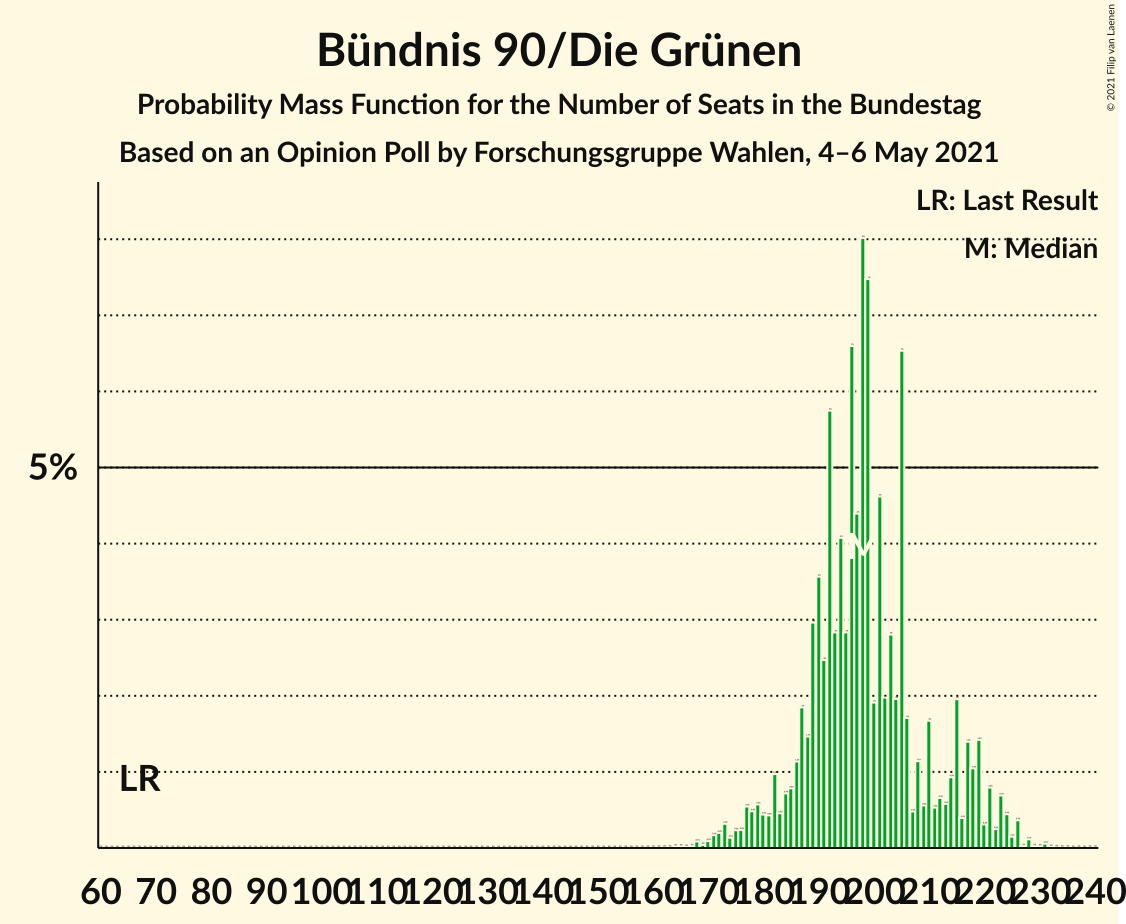 Bündnis 90/Die Grünen
Probability Mass Function for the Number of Seats in the Bundestag
Based on an Opinion Poll by Forschungsgruppe Wahlen, 4–6 May 2021
© 2021 Filip van Laenen
LR: Last Result
M: Median
5%
M
LR
60 70 80 90 100 110 120 130 140 150 160 170 180 190 200 210 220 230 240